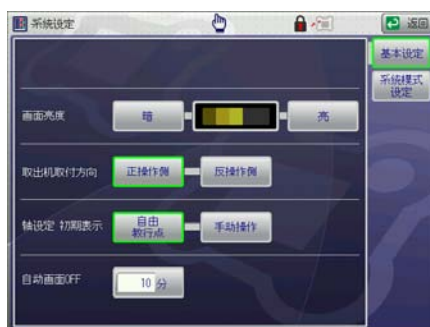 系统设定
返回
基本设定
系统模式
设定
画面亮度 暗 亮
取出机取付方向 正操作侧 反操作侧
轴设定 初期表示 自由
教行点 手动操作
自动画面OFF 10 分